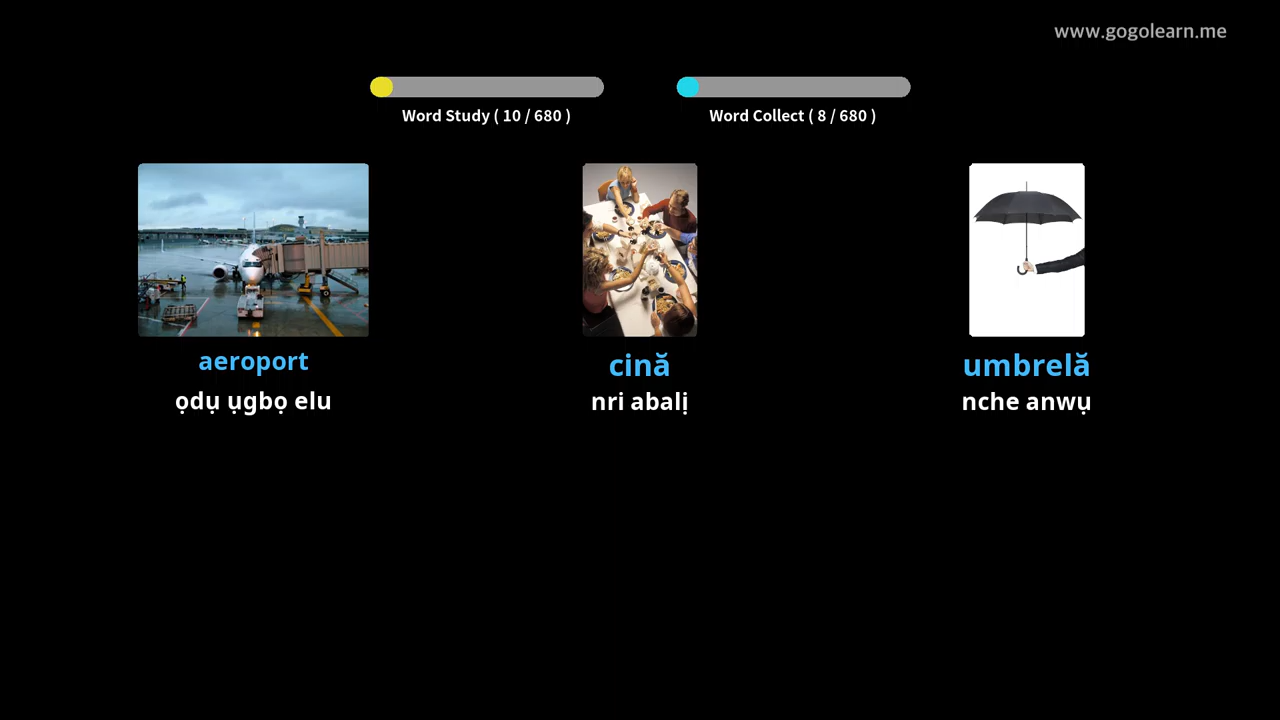 www.gogolearn.me
Word Study ( 10 / 680 )
Word Collect ( 8 / 680 )
aeroport
ọdụ ụgbọ elu
cină
nri abalị
umbrelă
nche anwụ